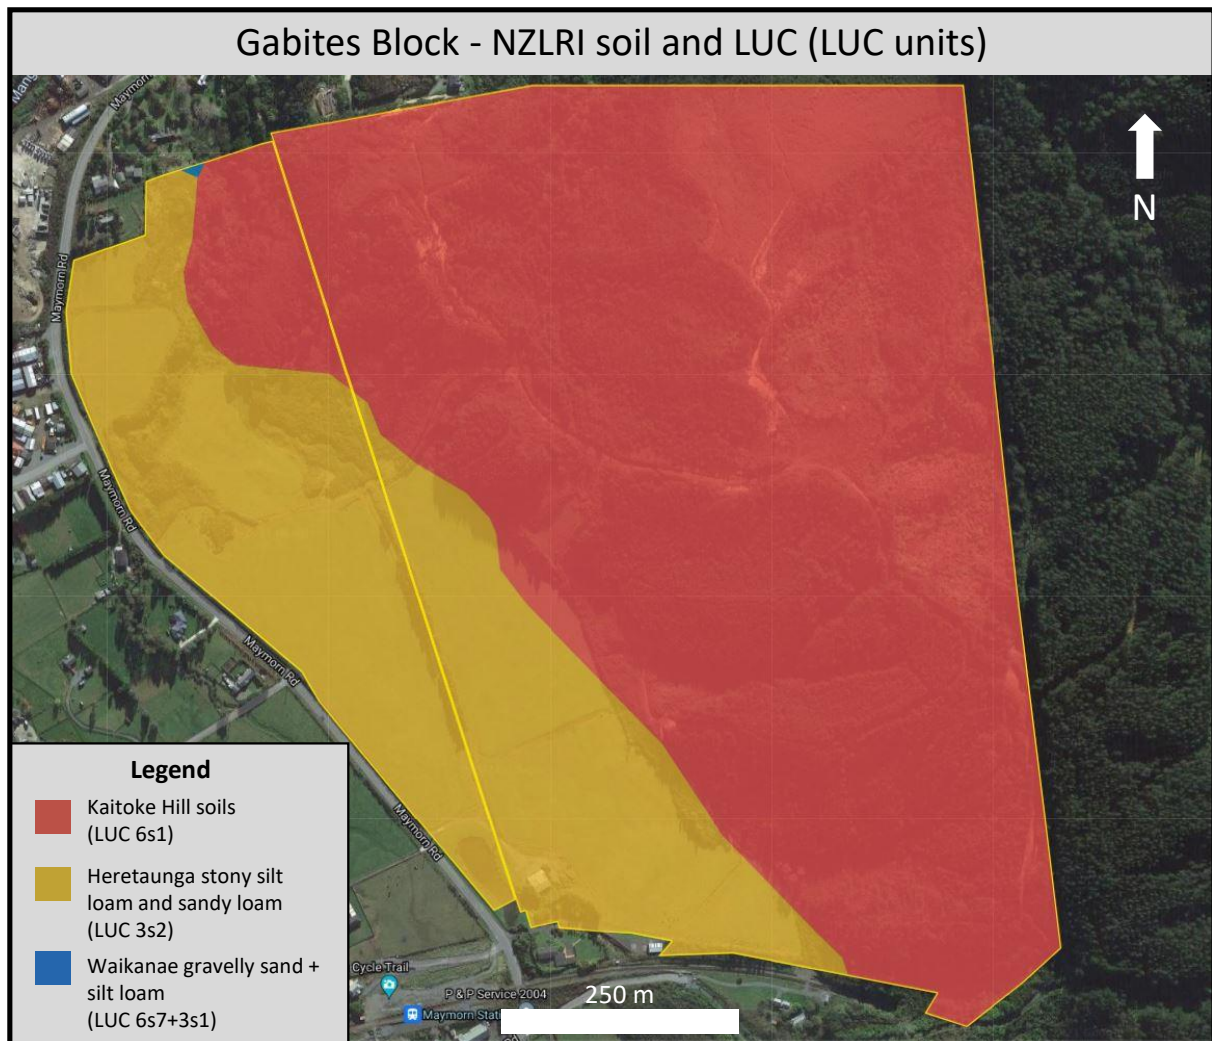 Gabites Block - NZLRI soil and LUC (LUC units)
Mang
Maymorn
N
Maymorn Rd
Maymorn Rd
Maymorn Rd
Maymorn Rd
Legend
Kaitoke Hill soils
(LUC 6s1)
Heretaunga stony silt
loam and sandy loam
(LUC 3s2)
Waikanae gravelly sand +
silt loam
(LUC 6s7+3s1)
Cycle Trail
P & P Service 2004
Maymorn Stati
250 m